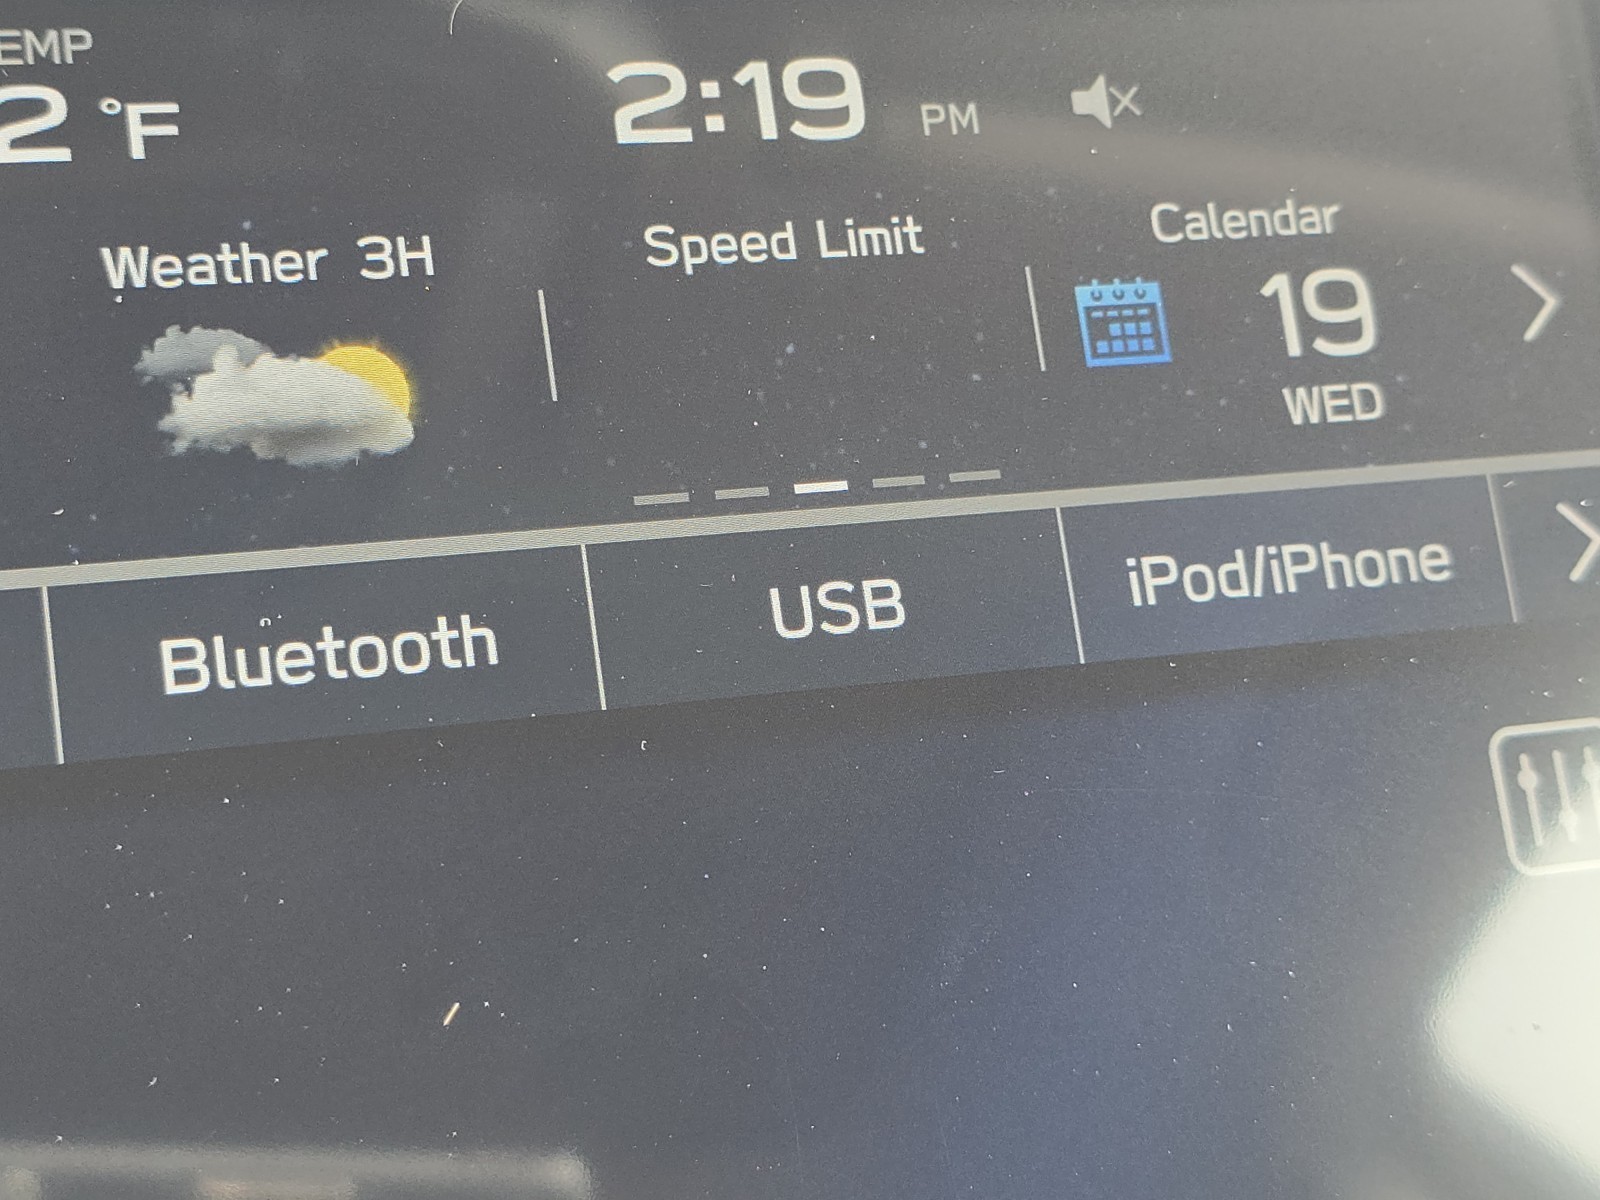 EMP
2 °F
2:19 PM
Weather 3H
Speed Limit
Calendar
19
WED
Bluetooth
USB
iPod/iPhone